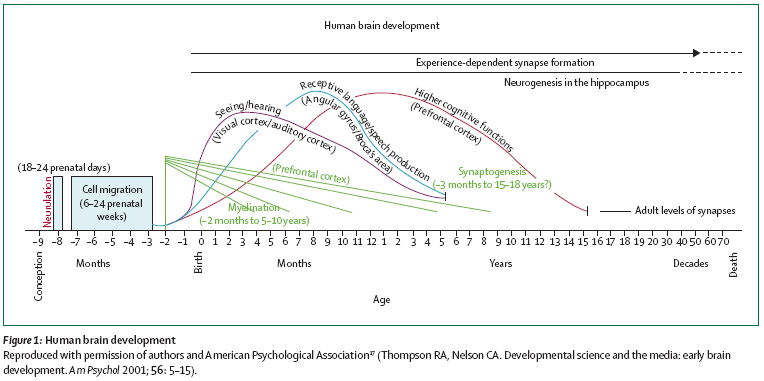 Human brain development
Experience-dependent synapse formation
Neurogenesis in the hippocampus
Seeing/hearing
(Visual cortex/auditory cortex)
Receptive language/speech production
(Angular gyrus/Broca's area)
Higher cognitive functions
(Prefrontal cortex)
(18–24 prenatal days)
Neurulation
Cell migration
(6–24 prenatal
weeks)
(Prefrontal cortex)
Synaptogenesis
(–3 months to 15–18 years?)
Myelination
(–2 months to 5–10 years)
Adult levels of synapses
–9 –8 –7 –6 –5 –4 –3 –2 –1 0 1 2 3 4 5 6 7 8 9 10 11 12 1 2 3 4 5 6 7 8 9 10 11 12 13 14 15 16 17 18 19 20 30 40 50 60 70
Conception
Months
Birth
Months
Years
Decades
Death
Age
Figure 1: Human brain development
Reproduced with permission of authors and American Psychological Association¹⁷ (Thompson RA, Nelson CA. Developmental science and the media: early brain
development. Am Psychol 2001; 56: 5–15).